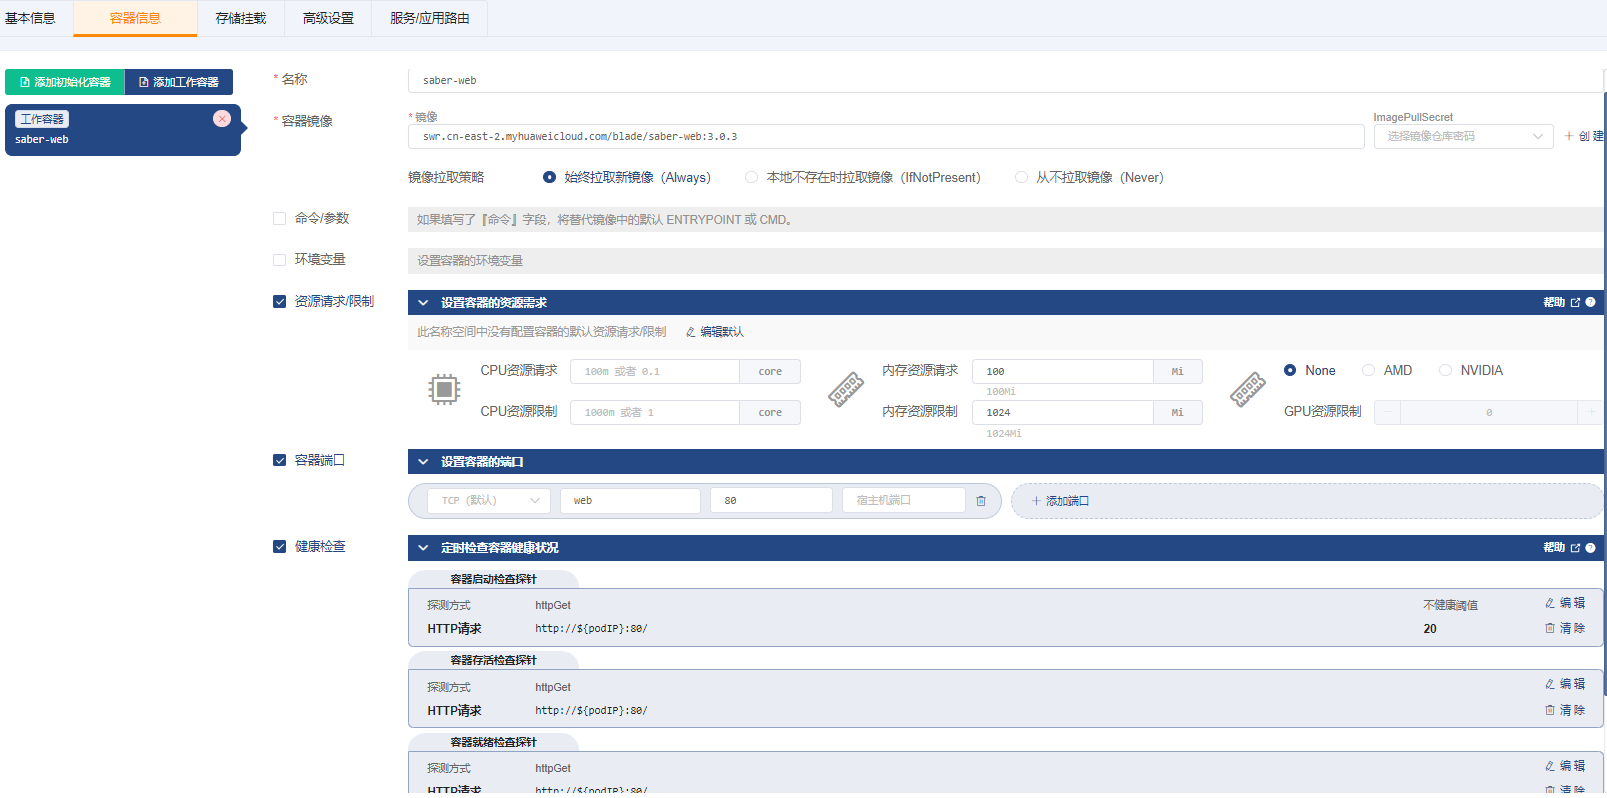 基本信息 容器信息 存储挂载 高级设置 服务/应用路由
添加初始化容器 添加工作容器
工作容器
saber-web
* 名称 saber-web
* 容器镜像
* 镜像 ImagePullSecret
swr.cn-east-2.myhuaweicloud.com/blade/saber-web:3.0.3 选择镜像仓库密码 + 创建
镜像拉取策略 始终拉取新镜像（Always） 本地不存在时拉取镜像（IfNotPresent） 从不拉取镜像（Never）
命令/参数 如果填写了『命令』字段，将替代镜像中的默认 ENTRYPOINT 或 CMD。
环境变量 设置容器的环境变量
资源请求/限制 设置容器的资源需求 帮助
此名称空间中没有配置容器的默认资源请求/限制 编辑默认
CPU资源请求 100m 或者 0.1 core 内存资源请求 100 Mi None AMD NVIDIA
100Mi
CPU资源限制 1000m 或者 1 core 内存资源限制 1024 Mi GPU资源限制 - 0 +
1024Mi
容器端口 设置容器的端口
TCP (默认) web 80 宿主机端口 + 添加端口
健康检查 定时检查容器健康状况 帮助
容器启动检查探针
探测方式 httpGet 不健康阈值 编辑
HTTP请求 http://${podIP}:80/ 20 清除
容器存活检查探针
探测方式 httpGet 编辑
HTTP请求 http://${podIP}:80/ 清除
容器就绪检查探针
探测方式 httpGet 编辑
HTTP请求 http://${podIP}:80/ 清除